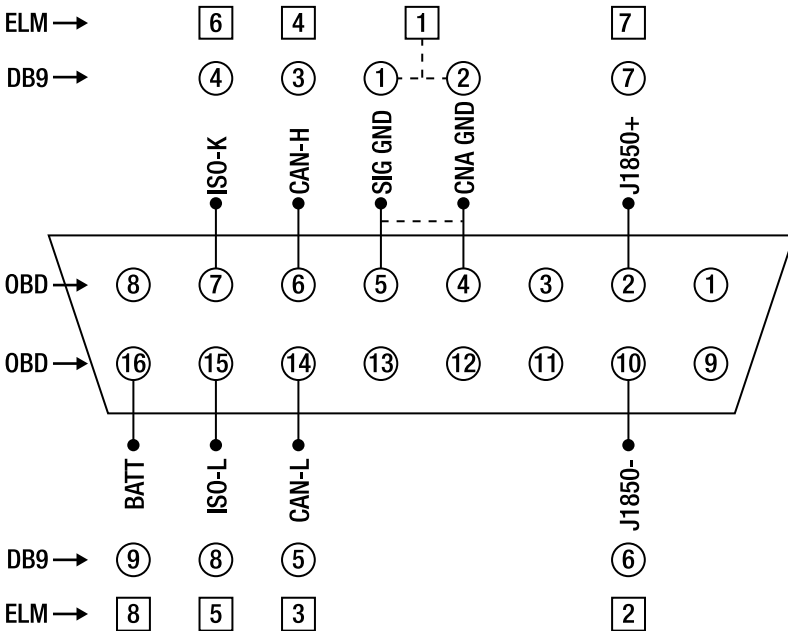 ELM → 6 4 1 7
DB9 → 4 3 1 2 7
ISO-K CAN-H SIG GND CNA GND J1850+
OBD → 8 7 6 5 4 3 2 1
OBD → 16 15 14 13 12 11 10 9
BATT ISO-L CAN-L J1850-
DB9 → 9 8 5 6
ELM → 8 5 3 2